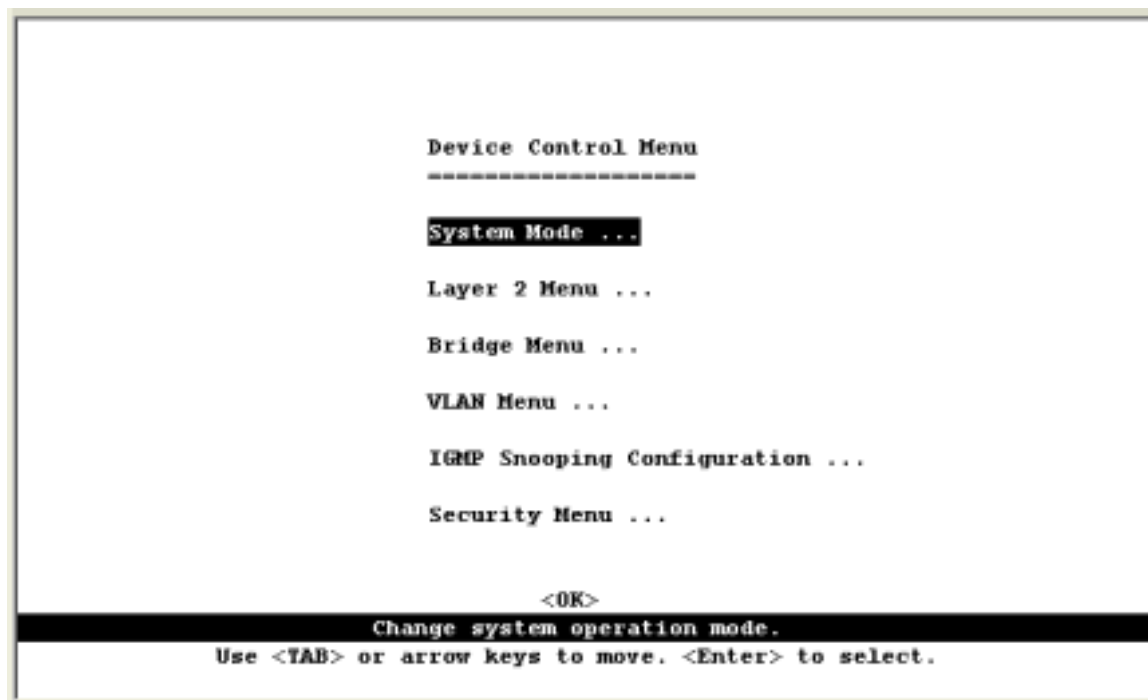 Device Control Menu
===================
System Mode ...
Layer 2 Menu ...
Bridge Menu ...
VLAN Menu ...
IGMP Snooping Configuration ...
Security Menu ...
<OK>
Change system operation mode.
Use <TAB> or arrow keys to move. <Enter> to select.